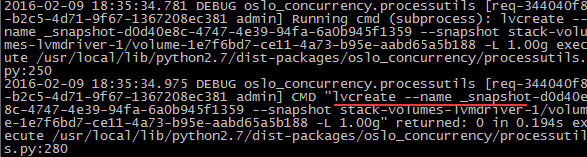 2016-02-09 18:35:34.781 DEBUG oslo_concurrency.processutils [req-344040f8
-b2c5-4d71-9f67-1367208ec381 admin] Running cmd (subprocess): lvcreate --
name _snapshot-d0d40e8c-4747-4e39-94fa-6a0b945f1359 --snapshot stack-volu
mes-lvmdriver-1/volume-1e7f6bd7-ce11-4a73-b95e-aabd65a5b188 -L 1.00g exec
ute /usr/local/lib/python2.7/dist-packages/oslo_concurrency/processutils.
py:250
2016-02-09 18:35:34.975 DEBUG oslo_concurrency.processutils [req-344040f8
-b2c5-4d71-9f67-1367208ec381 admin] CMD "lvcreate --name _snapshot-d0d40e
8c-4747-4e39-94fa-6a0b945f1359 --snapshot stack-volumes-lvmdriver-1/volum
e-1e7f6bd7-ce11-4a73-b95e-aabd65a5b188 -L 1.00g" returned: 0 in 0.194s ex
ecute /usr/local/lib/python2.7/dist-packages/oslo_concurrency/processutil
s.py:280